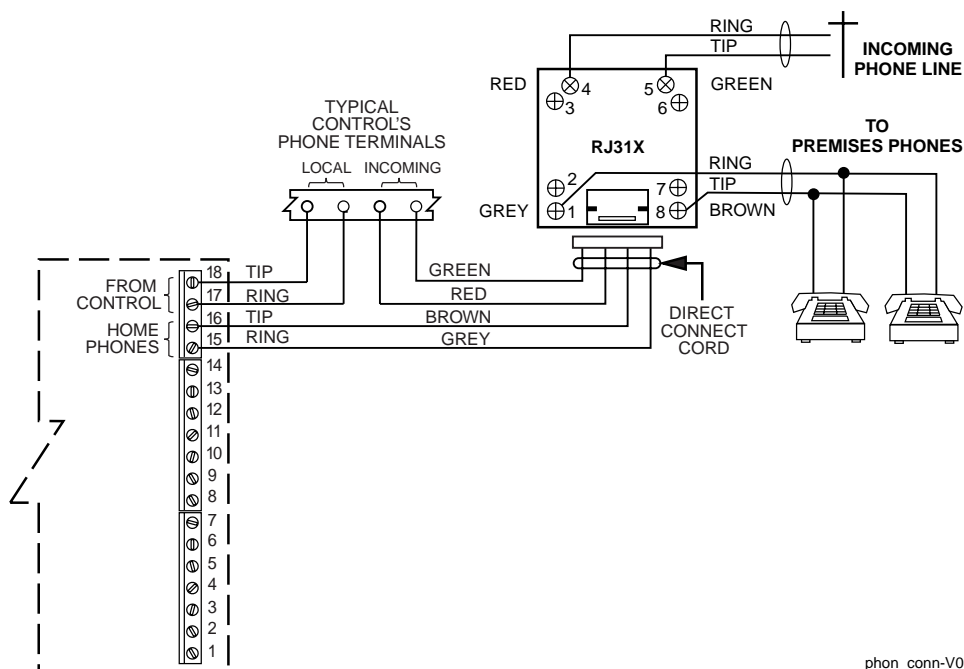 RING
TIP
INCOMING
PHONE LINE
RED
4
5
GREEN
3
6
TYPICAL
CONTROL'S
PHONE TERMINALS
LOCAL INCOMING
RJ31X
TO
PREMISES PHONES
RING
TIP
2
7
GREY
1
8
BROWN
18 TIP
GREEN
FROM
CONTROL
17 RING
RED
16 TIP
BROWN
HOME
PHONES
15 RING
GREY
DIRECT
CONNECT
CORD
14
13
12
11
10
9
8
7
6
5
4
3
2
1
phon_conn-V0